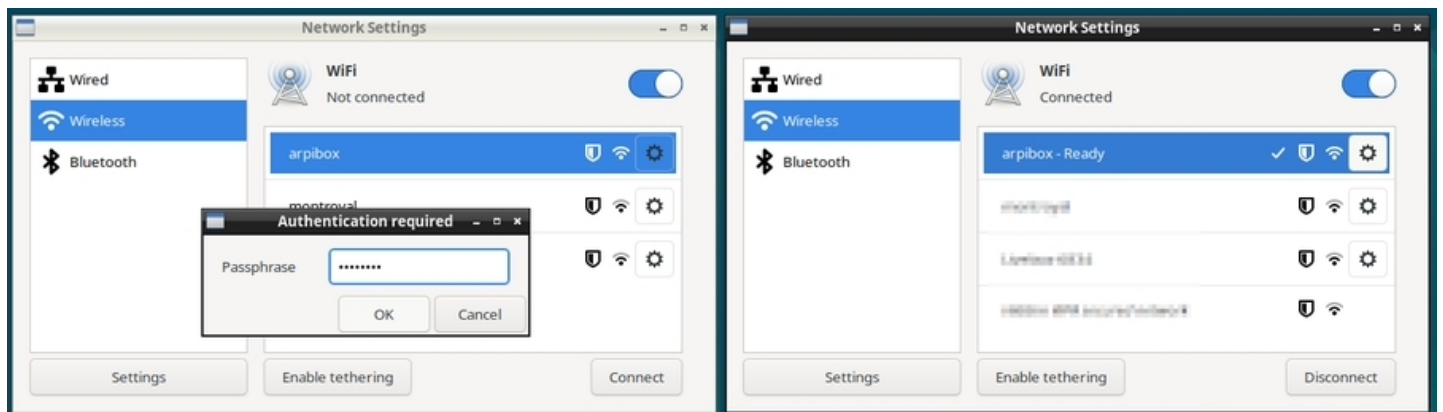 Network Settings
Wired
Wireless
Bluetooth
WiFi
Not connected
arpibox
montroyal
Authentication required
Passphrase
OK
Cancel
Settings
Enable tethering
Connect
Network Settings
Wired
Wireless
Bluetooth
WiFi
Connected
arpibox - Ready
Settings
Enable tethering
Disconnect